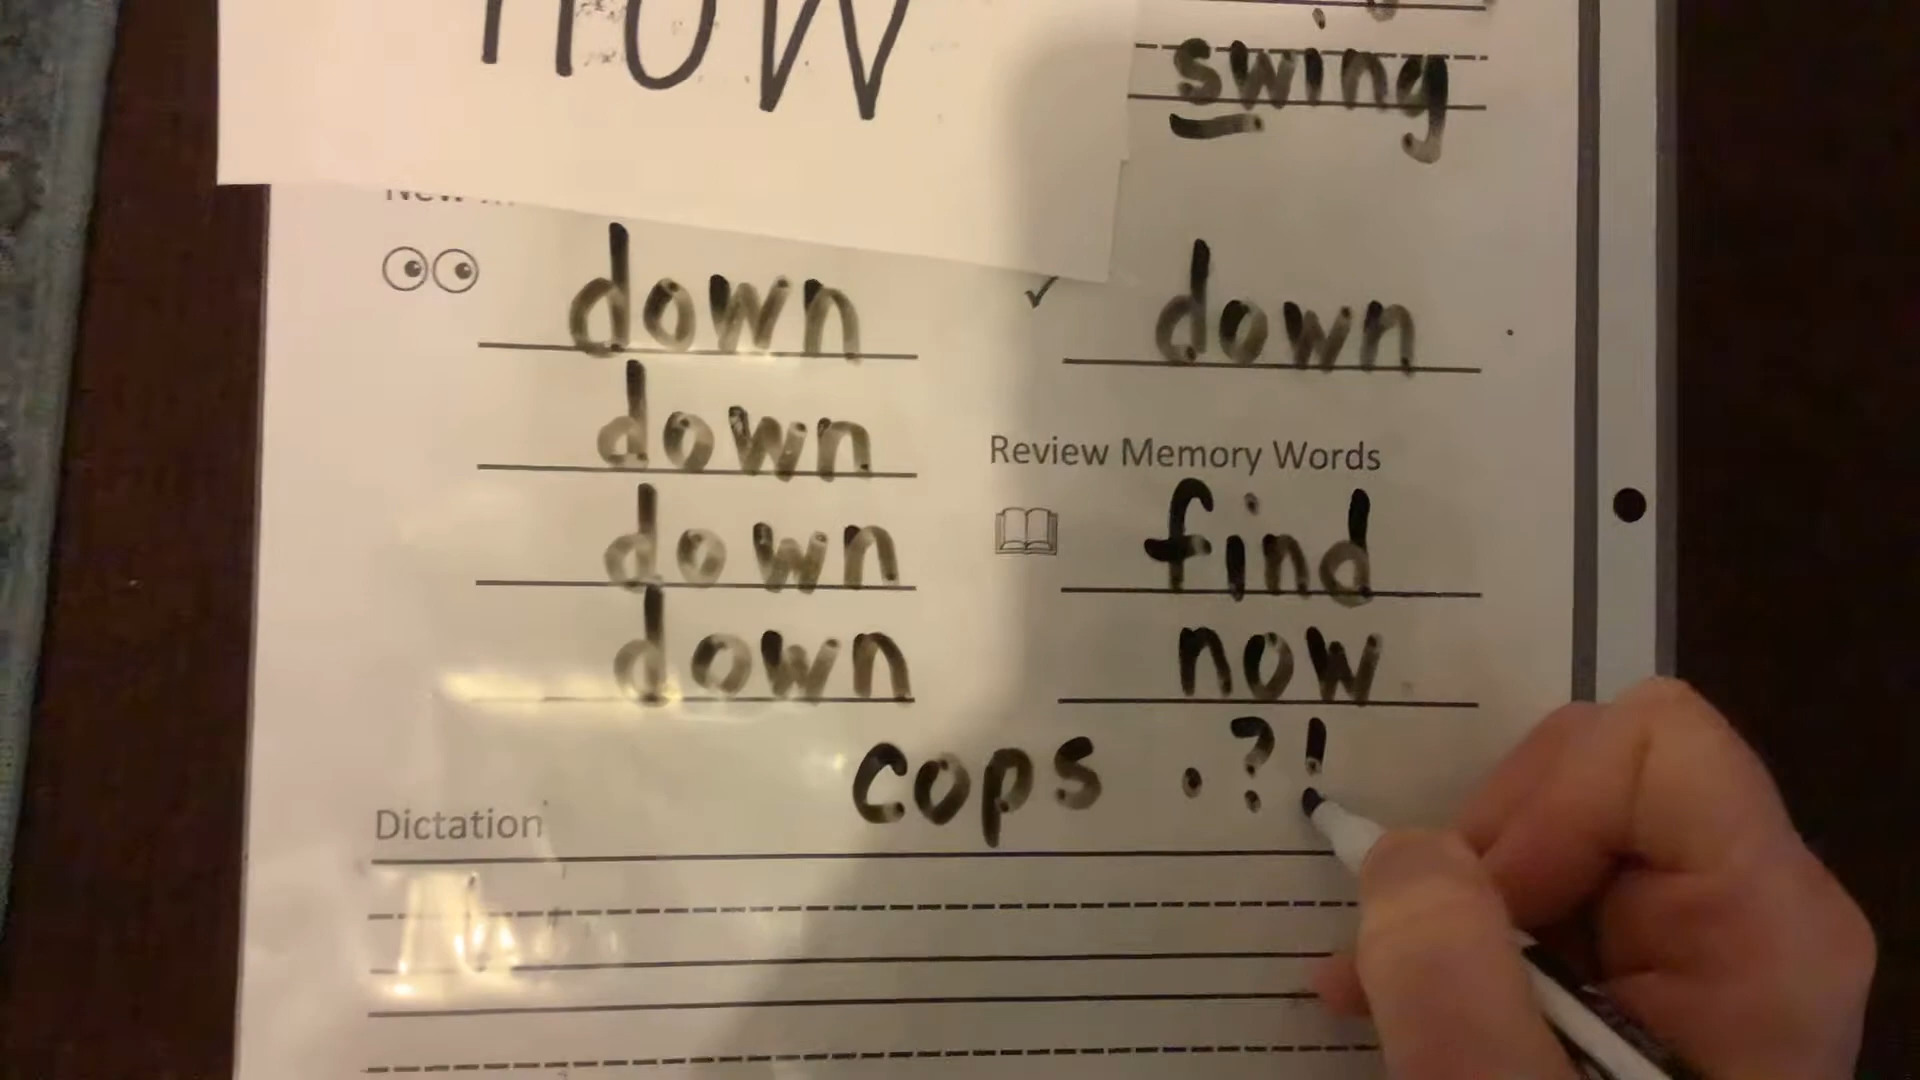 now
swing
down
down
down
down
down
Review Memory Words
find
now
cops . ? !
Dictation